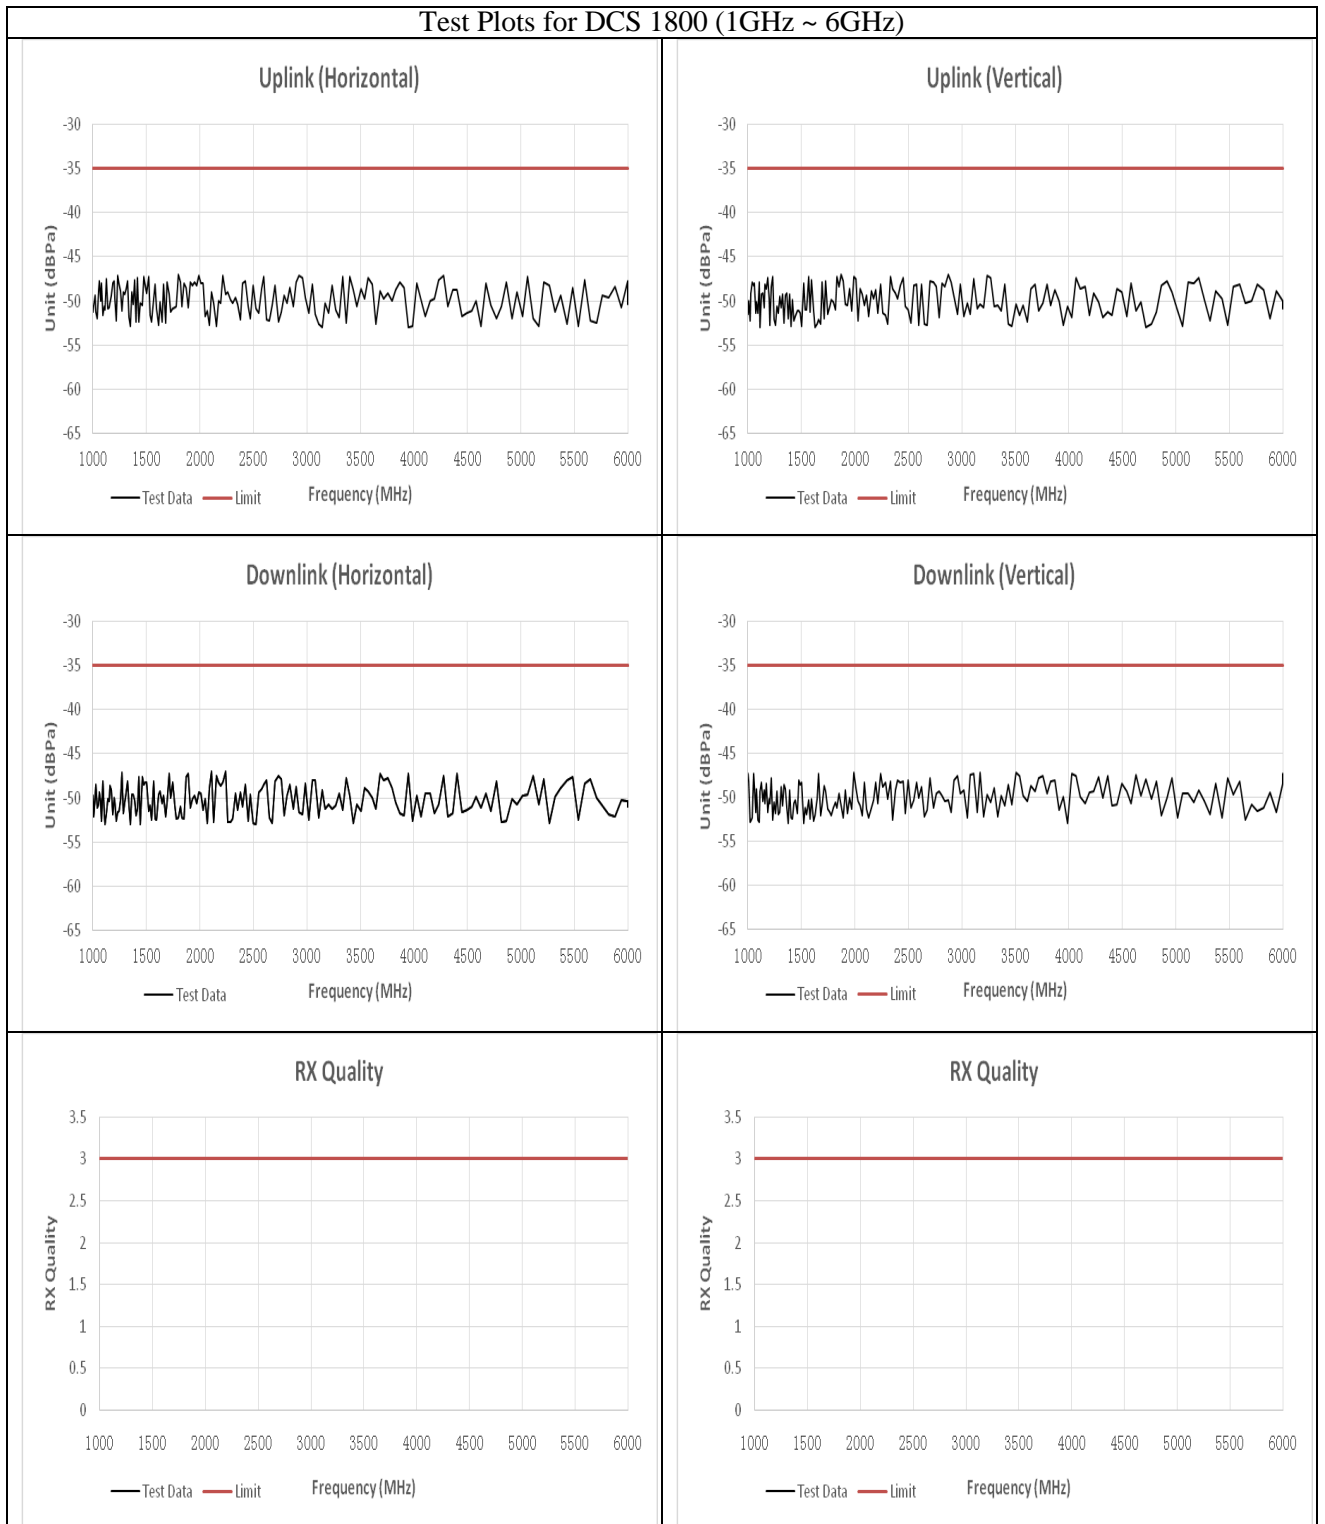 Test Plots for DCS 1800 (1GHz ~ 6GHz)
Uplink (Horizontal)
-30
-35
-40
-45
-50
-55
-60
-65
Unit (dBPa)
1000 1500 2000 2500 3000 3500 4000 4500 5000 5500 6000
Test Data Limit Frequency (MHz)
Uplink (Vertical)
-30
-35
-40
-45
-50
-55
-60
-65
Unit (dBPa)
1000 1500 2000 2500 3000 3500 4000 4500 5000 5500 6000
Test Data Limit Frequency (MHz)
Downlink (Horizontal)
-30
-35
-40
-45
-50
-55
-60
-65
Unit (dBPa)
1000 1500 2000 2500 3000 3500 4000 4500 5000 5500 6000
Test Data Frequency (MHz)
Downlink (Vertical)
-30
-35
-40
-45
-50
-55
-60
-65
Unit (dBPa)
1000 1500 2000 2500 3000 3500 4000 4500 5000 5500 6000
Test Data Limit Frequency (MHz)
RX Quality
3.5
3
2.5
2
1.5
1
0.5
0
RX Quality
1000 1500 2000 2500 3000 3500 4000 4500 5000 5500 6000
Test Data Limit Frequency (MHz)
RX Quality
3.5
3
2.5
2
1.5
1
0.5
0
RX Quality
1000 1500 2000 2500 3000 3500 4000 4500 5000 5500 6000
Test Data Limit Frequency (MHz)